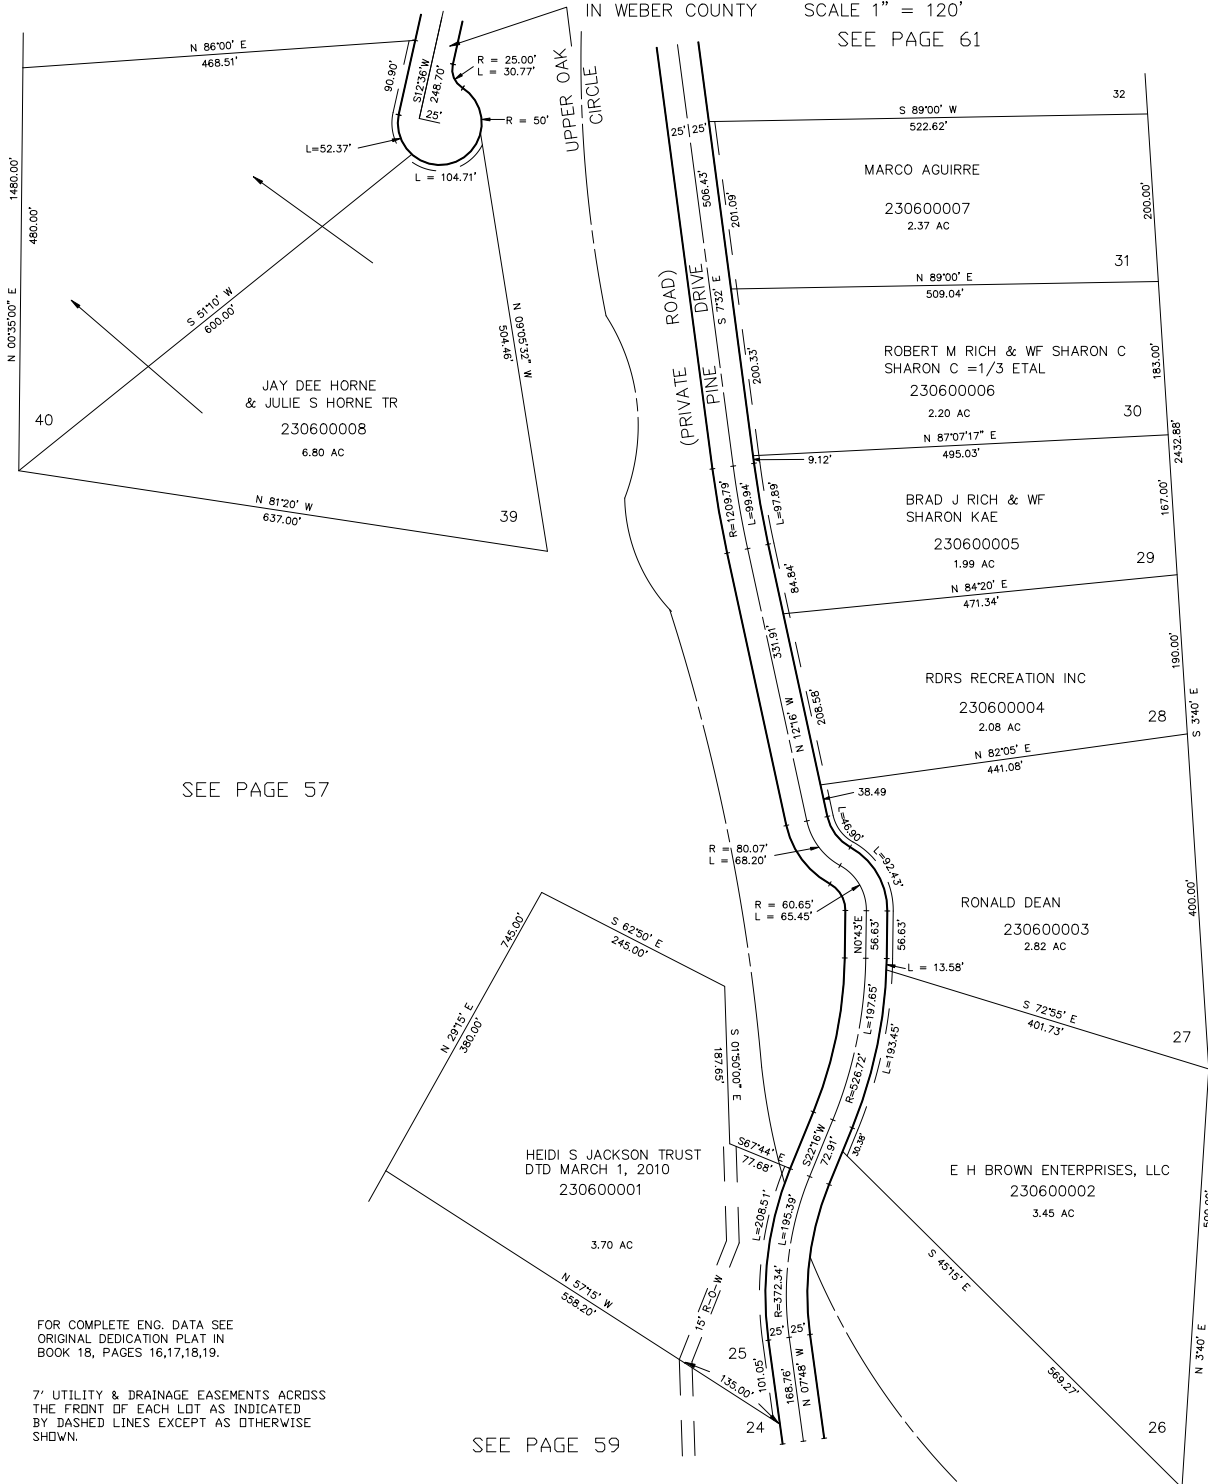 IN WEBER COUNTY SCALE 1" = 120'
SEE PAGE 61
N 86°00' E
468.51'
90.90'
S12°36'W
248.70'
25'
R = 25.00'
L = 30.77'
R = 50'
L=52.37'
L = 104.71'
UPPER OAK
CIRCLE
1480.00'
480.00'
N 00°35'00" E
S 51°10' W
600.00'
N 09°05'32" W
504.46'
JAY DEE HORNE
& JULIE S HORNE TR
230600008
6.80 AC
40
39
N 81°20' W
637.00'
25' 25'
506.43'
201.09'
(PRIVATE ROAD)
PINE DRIVE
S 7°32' E
200.33'
32
S 89°00' W
522.62'
MARCO AGUIRRE
230600007
2.37 AC
200.00'
31
N 89°00' E
509.04'
ROBERT M RICH & WF SHARON C
SHARON C =1/3 ETAL
230600006
2.20 AC
183.00'
30
N 87°07'17" E
495.03'
2432.88'
9.12'
R=1209.79'
L=99.94'
L=97.89'
BRAD J RICH & WF
SHARON KAE
230600005
1.99 AC
167.00'
29
84.84'
N 84°20' E
471.34'
331.91'
N 12°16' W
208.58'
RDRS RECREATION INC
230600004
2.08 AC
190.00'
28
S 3°40' E
N 82°05' E
441.08'
38.49
SEE PAGE 57
L=46.90'
L=92.43'
R = 80.07'
L = 68.20'
R = 60.65'
L = 65.45'
N0°43'E
56.63'
56.63'
RONALD DEAN
230600003
2.82 AC
400.00'
L = 13.58'
S 72°55' E
401.73'
27
745.00'
S 62°50' E
245.00'
N 29°15' E
380.00'
S 01°50'00" E
187.65'
L=197.65'
R=526.72'
L=193.45'
HEIDI S JACKSON TRUST
DTD MARCH 1, 2010
230600001
3.70 AC
S67°44' E
77.68'
S22°16'W
72.91'
30.38'
E H BROWN ENTERPRISES, LLC
230600002
3.45 AC
L=208.51'
L=195.39'
R=372.34'
S 45°15' E
569.27'
N 57°15' W
558.20'
15' R-O-W
25' 25'
25
101.05'
168.76'
N 07°48' W
135.00'
24
N 3°40' E
26
FOR COMPLETE ENG. DATA SEE
ORIGINAL DEDICATION PLAT IN
BOOK 18, PAGES 16,17,18,19.
7' UTILITY & DRAINAGE EASEMENTS ACROSS
THE FRONT OF EACH LOT AS INDICATED
BY DASHED LINES EXCEPT AS OTHERWISE
SHOWN.
SEE PAGE 59